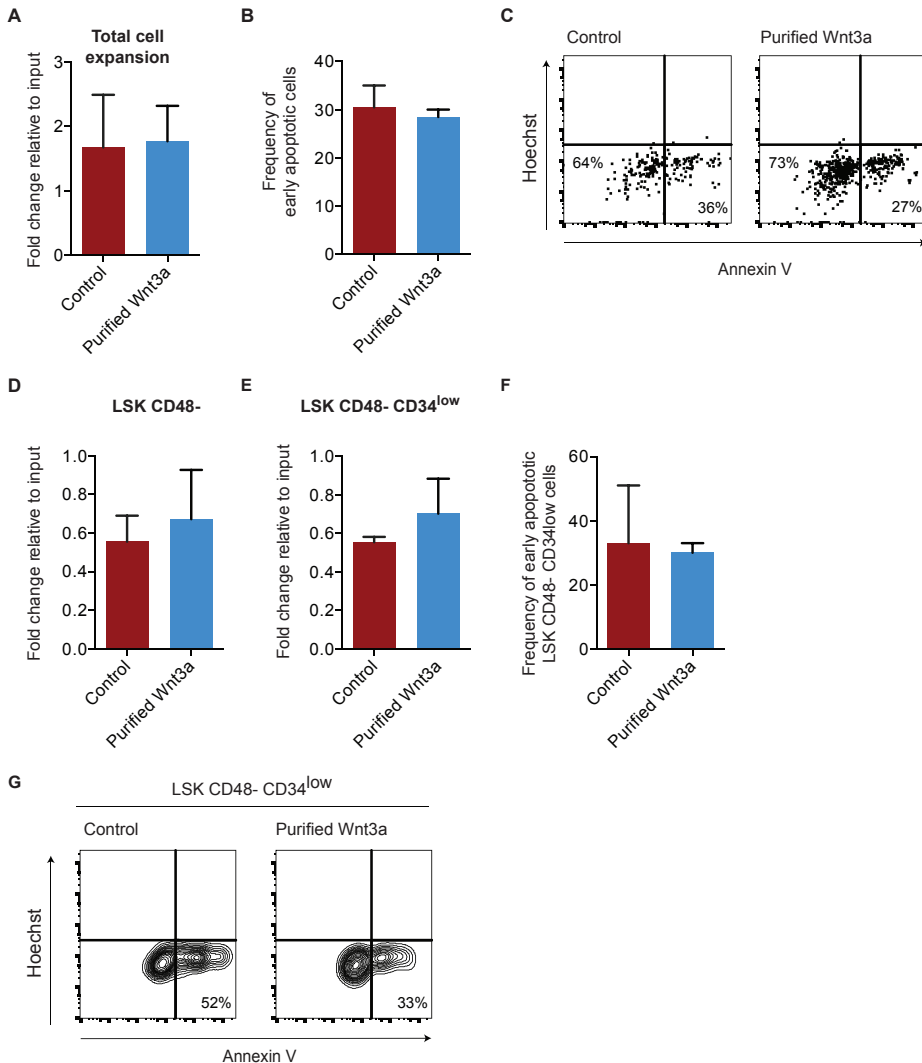 A
Total cell
expansion
Fold change relative to input
3
2
1
0
Control
Purified Wnt3a
B
Frequency of
early apoptotic cells
40
30
20
10
0
Control
Purified Wnt3a
C
Control
Purified Wnt3a
Hoechst
64%
36%
73%
27%
Annexin V
D
LSK CD48-
Fold change relative to input
1.0
0.8
0.6
0.4
0.2
0.0
Control
Purified Wnt3a
E
LSK CD48- CD34low
Fold change relative to input
1.0
0.8
0.6
0.4
0.2
0.0
Control
Purified Wnt3a
F
Frequency of early apopototic
LSK CD48- CD34low cells
60
40
20
0
Control
Purified Wnt3a
G
LSK CD48- CD34low
Control
Purified Wnt3a
Hoechst
52%
33%
Annexin V